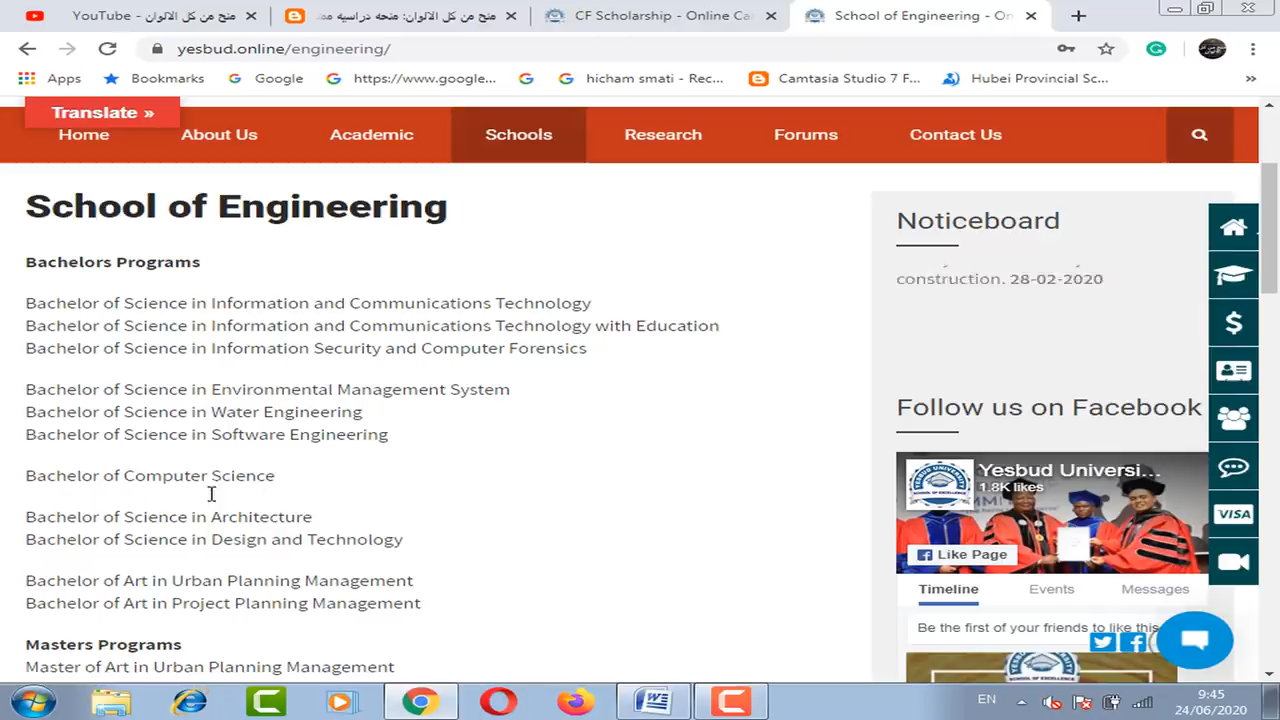 YouTube - منح من كل الالوان
منح من كل الالوان: منحه دراسيه
CF Scholarship - Online Ca
School of Engineering - On
yesbud.online/engineering/
Apps
Bookmarks
Google
https://www.google...
hicham smati - Rec...
Camtasia Studio 7 F...
Hubei Provincial Sc...
»
Translate »
Home
About Us
Academic
Schools
Research
Forums
Contact Us
School of Engineering
Bachelors Programs
Bachelor of Science in Information and Communications Technology
Bachelor of Science in Information and Communications Technology with Education
Bachelor of Science in Information Security and Computer Forensics
Bachelor of Science in Environmental Management System
Bachelor of Science in Water Engineering
Bachelor of Science in Software Engineering
Bachelor of Computer Science
Bachelor of Science in Architecture
Bachelor of Science in Design and Technology
Bachelor of Art in Urban Planning Management
Bachelor of Art in Project Planning Management
Masters Programs
Master of Art in Urban Planning Management
Noticeboard
construction. 28-02-2020
Follow us on Facebook
Yesbud Universi...
1.8K likes
Like Page
Timeline
Events
Messages
Be the first of your friends to like this
VISA
EN
9:45
24/06/2020